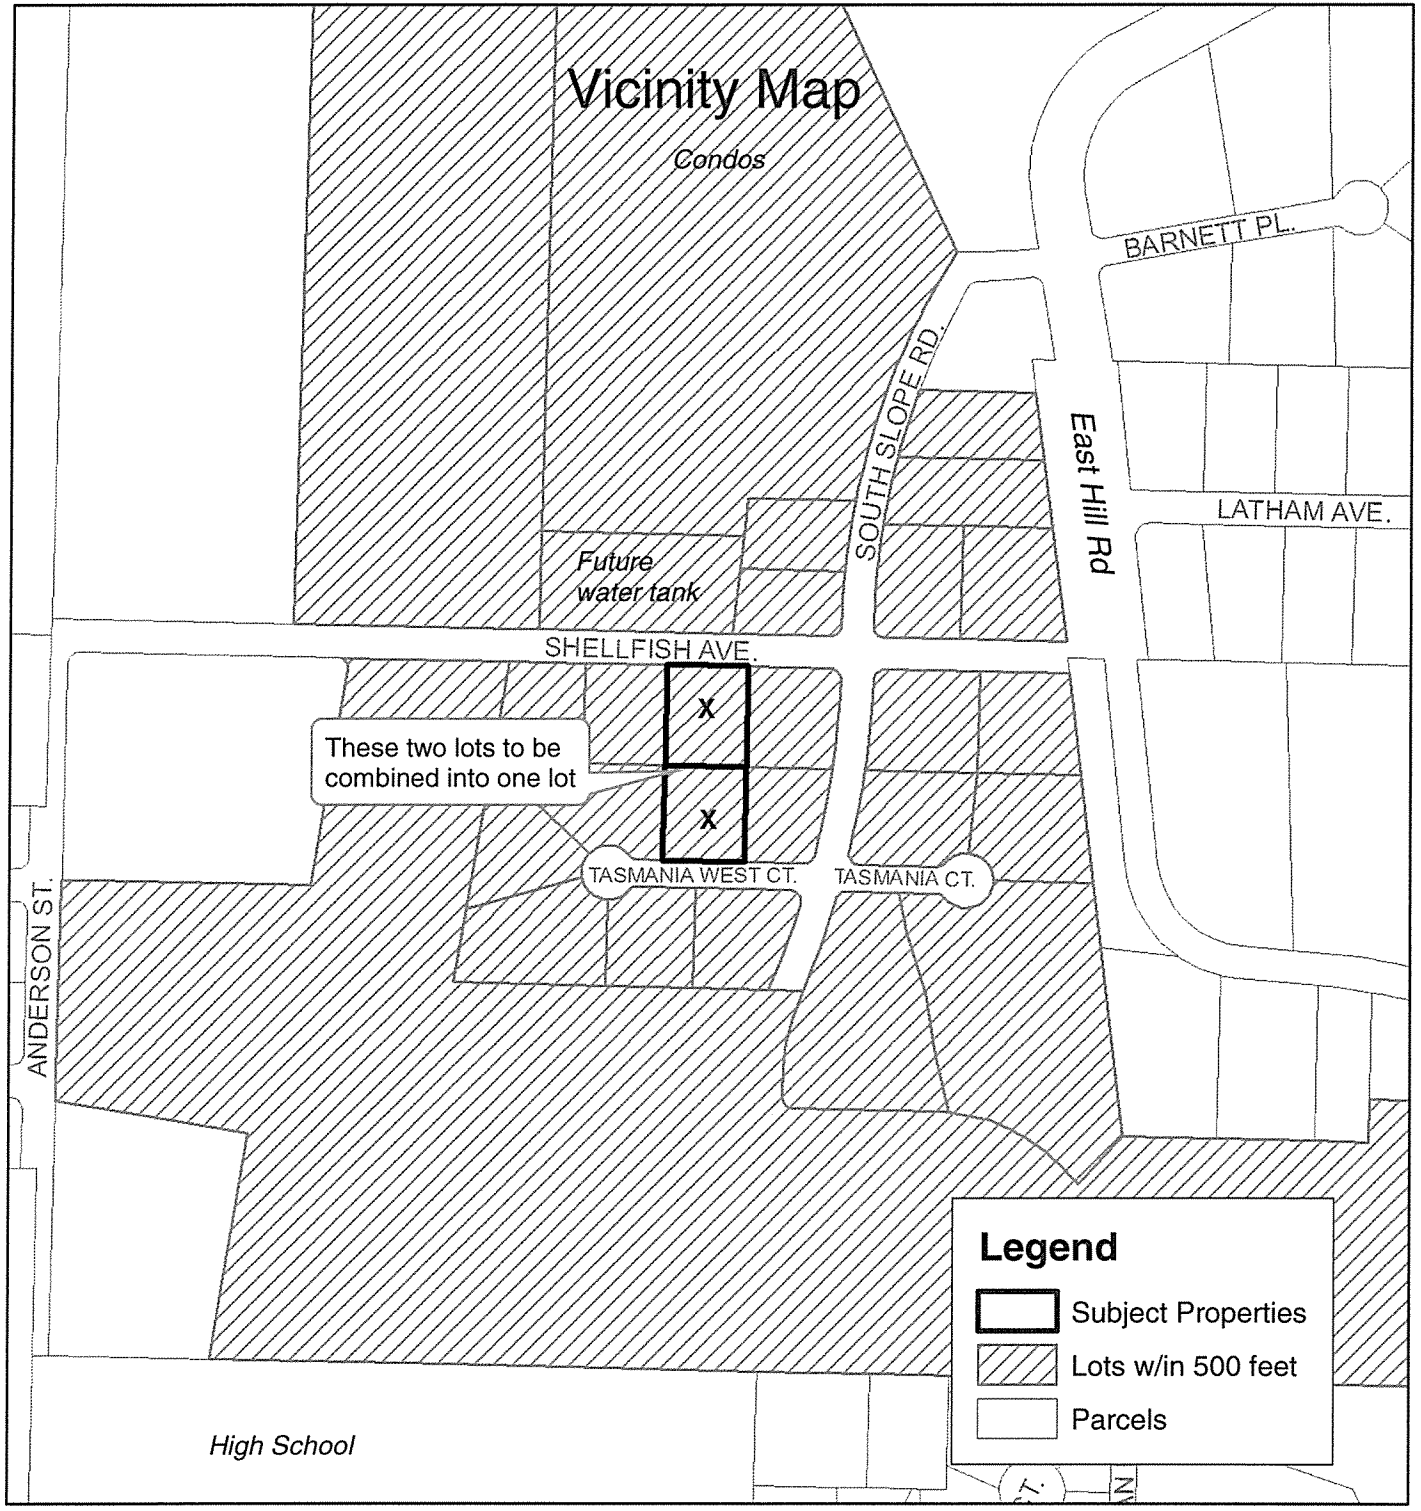 Vicinity Map
Condos
BARNETT PL.
SOUTH SLOPE RD.
East Hill Rd
LATHAM AVE.
Future
water tank
SHELLFISH AVE.
X
These two lots to be
combined into one lot
X
TASMANIA WEST CT.
TASMANIA CT.
ANDERSON ST.
Legend
Subject Properties
Lots w/in 500 feet
Parcels
High School